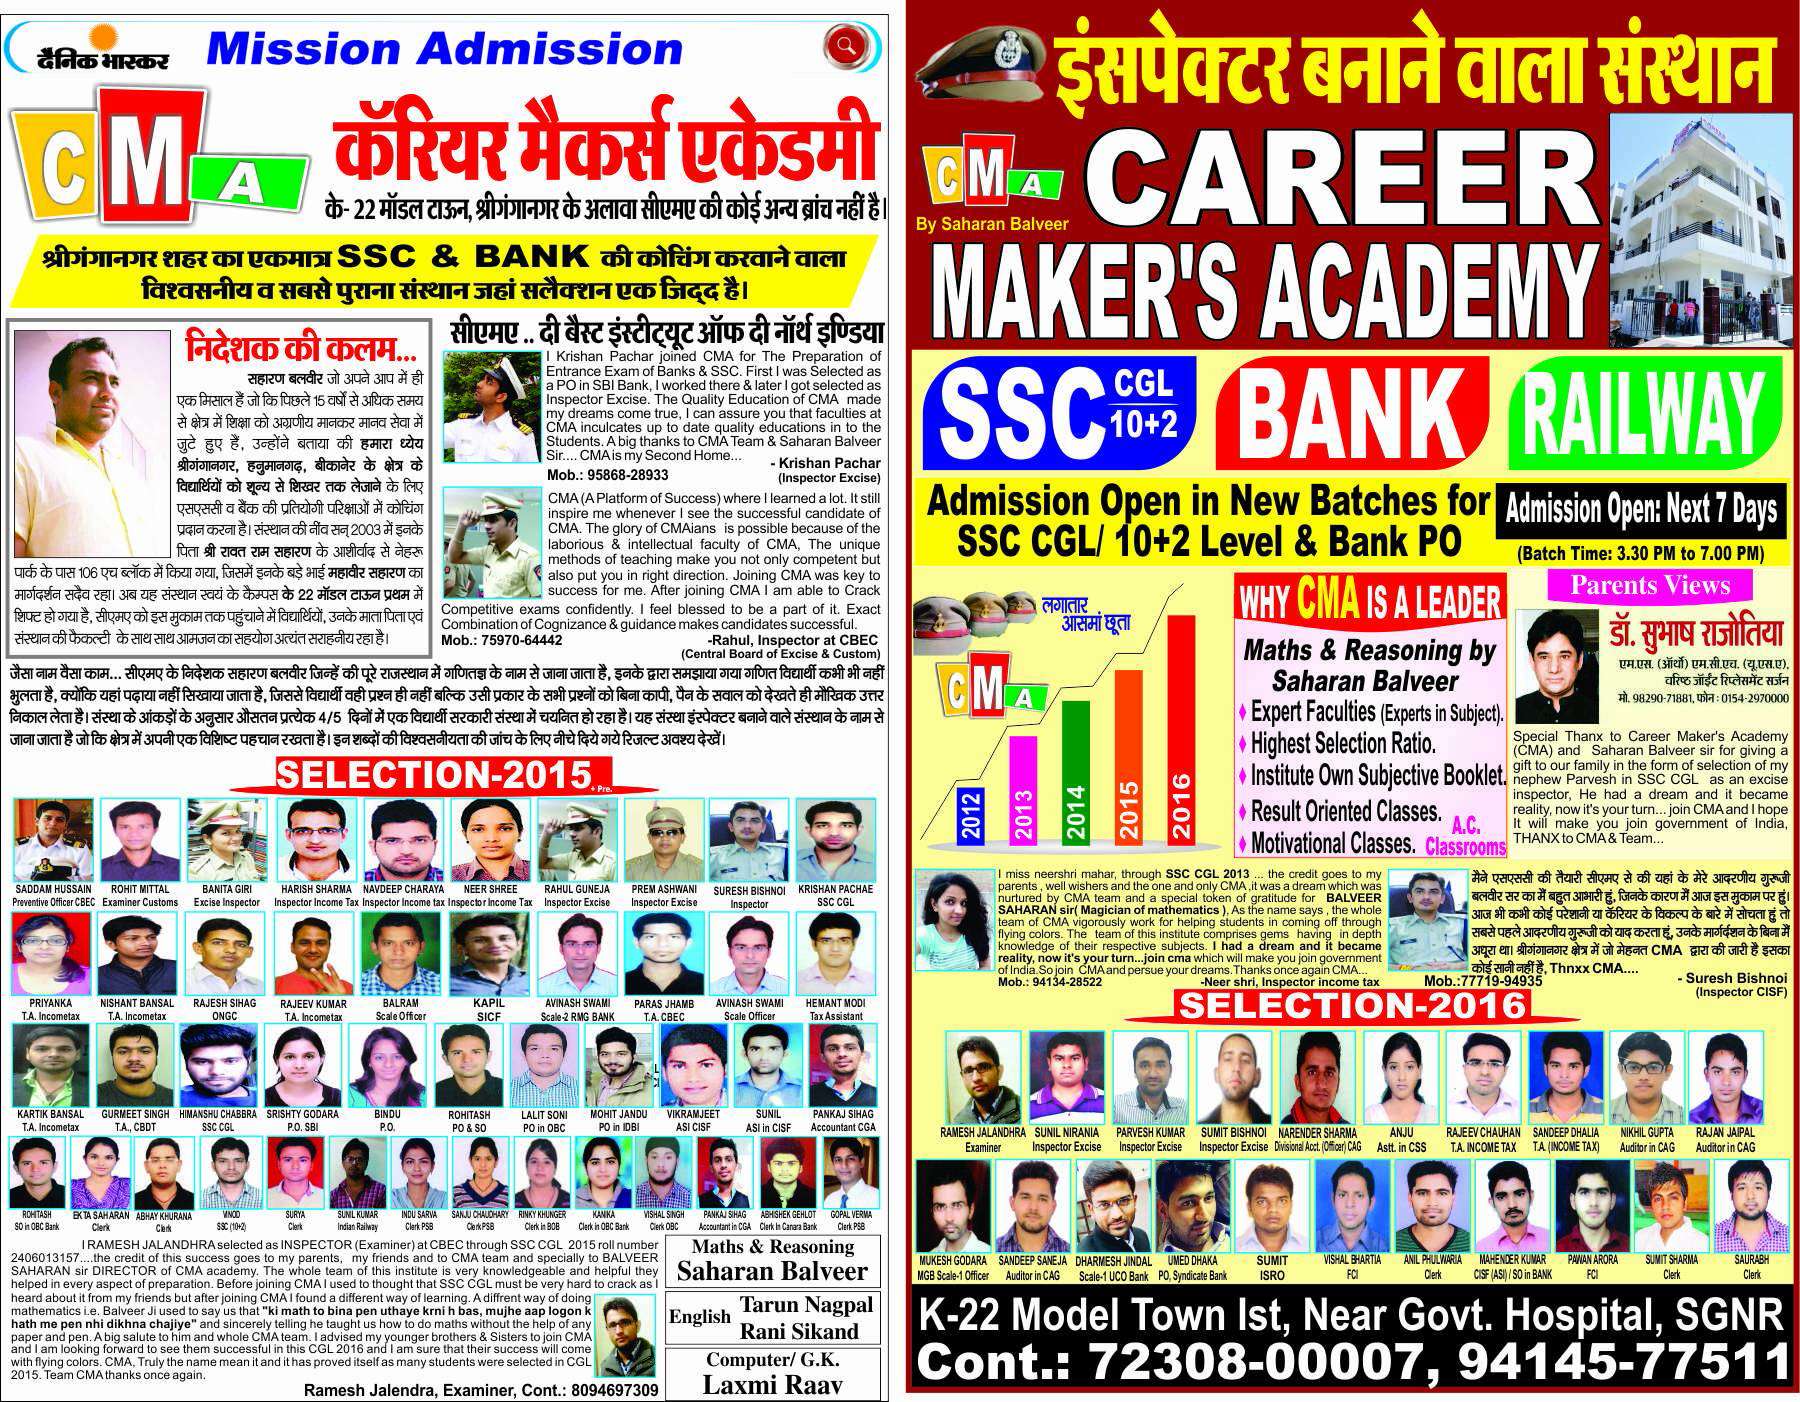 दैनिक भास्कर
Mission Admission
CMA
कॅरियर मैकर्स एकेडमी
के- 22 मॉडल टाऊन, श्रीगंगानगर के अलावा सीएमए की कोई अन्य ब्रांच नहीं है।
श्रीगंगानगर शहर का एकमात्र SSC & BANK की कोचिंग करवाने वाला
विश्वसनीय व सबसे पुराना संस्थान जहां सलैक्शन एक जिद्द है।
निदेशक की कलम...
सहारण बलवीर जो अपने आप में ही
एक मिसाल हैं जो कि पिछले 15 वर्षों से अधिक समय
से क्षेत्र में शिक्षा को अग्रणीय मानकर मानव सेवा में
जुटे हुए हैं, उन्होंने बताया की हमारा ध्येय
श्रीगंगानगर, हनुमानगढ़, बीकानेर के क्षेत्र के
विद्यार्थियों को शून्य से शिखर तक लेजाने के लिए
एसएससी व बैंक की प्रतियोगी परिक्षाओं में कोचिंग
प्रदान करना है। संस्थान की नींव सन् 2003 में इनके
पिता श्री रावत राम सहारण के आशीर्वाद से नेहरू
पार्क के पास 106 एच ब्लॉक में किया गया, जिसमें इनके बड़े भाई महावीर सहारण का
मार्गदर्शन सदैव रहा। अब यह संस्थान स्वयं के कैम्पस के 22 मॉडल टाऊन प्रथम में
शिफ्ट हो गया है, सीएमए को इस मुकाम तक पहुंचाने में विद्यार्थियों, उनके माता पिता एवं
संस्थान की फैकल्टी के साथ साथ आमजन का सहयोग अत्यंत सराहनीय रहा है।
सीएमए .. दी बैस्ट इंस्टीट्यूट ऑफ दी नॉर्थ इण्डिया
I Krishan Pachar joined CMA for The Preparation of
Entrance Exam of Banks & SSC. First I was Selected as
a PO in SBI Bank, I worked there & later I got selected as
Inspector Excise. The Quality Education of CMA made
my dreams come true, I can assure you that faculties at
CMA inculcates up to date quality educations in to the
Students. A big thanks to CMA Team & Saharan Balveer
Sir.... CMA is my Second Home...
- Krishan Pachar
Mob.: 95868-28933
(Inspector Excise)
CMA (A Platform of Success) where I learned a lot. It still
inspire me whenever I see the successful candidate of
CMA. The glory of CMAians is possible because of the
laborious & intellectual faculty of CMA, The unique
methods of teaching make you not only competent but
also put you in right direction. Joining CMA was key to
success for me. After joining CMA I am able to Crack
Competitive exams confidently. I feel blessed to be a part of it. Exact
Combination of Cognizance & guidance makes candidates successful.
Mob.: 75970-64442 -Rahul, Inspector at CBEC
(Central Board of Excise & Custom)
जैसा नाम वैसा काम... सीएमए के निदेशक सहारण बलवीर जिन्हें की पूरे राजस्थान में गणितज्ञ के नाम से जाना जाता है, इनके द्वारा समझाया गया गणित विद्यार्थी कभी भी नहीं
भुलता है, क्योंकि यहां पढ़ाया नहीं सिखाया जाता है, जिससे विद्यार्थी वही प्रश्न ही नहीं बल्कि उसी प्रकार के सभी प्रश्नों को बिना कापी, पैन के सवाल को देखते ही मौखिक उत्तर
निकाल लेता है। संस्था के आंकड़ों के अनुसार औसतन प्रत्येक 4/5 दिनों में एक विद्यार्थी सरकारी संस्था में चयनित हो रहा है। यह संस्था इंस्पेक्टर बनाने वाले संस्थान के नाम से
जाना जाता है जो कि क्षेत्र में अपनी एक विशिष्ट पहचान रखता है। इन शब्दों की विश्वसनीयता की जांच के लिए नीचे दिये गये रिजल्ट अवश्य देखें।
SELECTION-2015 + Pre.
SADDAM HUSSAIN ROHIT MITTAL BANITA GIRI HARISH SHARMA NAVDEEP CHARAYA NEER SHREE RAHUL GUNEJA PREM ASHWANI SURESH BISHNOI KRISHAN PACHAE
Preventive Officer CBEC Examiner Customs Excise Inspector Inspector Income Tax Inspector Income Tax Inspector Income Tax Inspector Excise Inspector Excise Inspector SSC CGL
PRIYANKA NISHANT BANSAL RAJESH SIHAG RAJEEV KUMAR BALRAM KAPIL AVINASH SWAMI PARAS JHAMB AVINASH SWAMI HEMANT MODI
T.A. Incometax T.A. Incometax ONGC T.A. Incometax Scale Officer SICF Scale-2 RMG BANK T.A. CBEC Scale Officer Tax Assistant
KARTIK BANSAL GURMEET SINGH HIMANSHU CHABBRA SRISHTY GODARA BINDU ROHITASH LALIT SONI MOHIT JANDU VIKRAMJEET SUNIL PANKAJ SIHAG
T.A. Incometax T.A., CBDT SSC CGL P.O. SBI P.O. PO & SO PO in OBC PO in IDBI ASI CISF ASI in CISF Accountant CGA
ROHITASH EKTA SAHARAN ABHAY KHURANA VINOD SURYA SUNIL KUMAR INDU SARVA SANJU CHAUDHARY RINKY KHUNGER KANIKA VISHAL SINGH PANKAJ SIHAG ABHISHEK GEHLOT GOPAL VERMA
SO in OBC Bank Clerk Clerk SSC (10+2) Clerk Indian Railway Clerk PSB Clerk PSB Clerk in BOB Clerk in OBC Bank Clerk OBC Accountant in CGA Clerk In Canara Bank Clerk PSB
I RAMESH JALANDHRA selected as INSPECTOR (Examiner) at CBEC through SSC CGL 2015 roll number
2406013157....the credit of this success goes to my parents, my friends and to CMA team and specially to BALVEER
SAHARAN sir DIRECTOR of CMA academy. The whole team of this institute is very knowledgeable and helpful they
helped in every aspect of preparation. Before joining CMA I used to thought that SSC CGL must be very hard to crack as I
heard about it from my friends but after joining CMA I found a different way of learning. A diffrent way of doing
mathematics i.e. Balveer Ji used to say us that "ki math to bina pen uthaye krni h bas, mujhe aap logon k
hath me pen nhi dikhna chajiye" and sincerely telling he taught us how to do maths without the help of any
paper and pen. A big salute to him and whole CMA team. I advised my younger brothers & Sisters to join CMA
and I am looking forward to see them successful in this CGL 2016 and I am sure that their success will come
with flying colors. CMA, Truly the name mean it and it has proved itself as many students were selected in CGL
2015. Team CMA thanks once again.
Ramesh Jalendra, Examiner, Cont.: 8094697309
Maths & Reasoning
Saharan Balveer
English Tarun Nagpal
Rani Sikand
Computer/ G.K.
Laxmi Raav
इंसपेक्टर बनाने वाला संस्थान
CMA
By Saharan Balveer
CAREER
MAKER'S ACADEMY
SSC CGL 10+2
BANK
RAILWAY
Admission Open in New Batches for
SSC CGL/ 10+2 Level & Bank PO
Admission Open: Next 7 Days
(Batch Time: 3.30 PM to 7.00 PM)
लगातार
आसमां छूता
CMA
2012
2013
2014
2015
2016
WHY CMA IS A LEADER
Maths & Reasoning by
Saharan Balveer
Expert Faculties (Experts in Subject).
Highest Selection Ratio.
Institute Own Subjective Booklet.
Result Oriented Classes.
Motivational Classes.
A.C.
Classrooms
Parents Views
डॉ. सुभाष राजोतिया
एम.एस. (ऑर्थो) एम.सी.एच. (यू.एस.ए).
वरिष्ठ जॉईंट रिप्लेसमेंट सर्जन
मो. 98290-71881, फोन : 0154-2970000
Special Thanx to Career Maker's Academy
(CMA) and Saharan Balveer sir for giving a
gift to our family in the form of selection of my
nephew Parvesh in SSC CGL as an excise
inspector, He had a dream and it became
reality, now it's your turn... join CMA and I hope
It will make you join government of India,
THANX to CMA & Team...
I miss neershri mahar, through SSC CGL 2013 ... the credit goes to my
parents , well wishers and the one and only CMA ,it was a dream which was
nurtured by CMA team and a special token of gratitude for BALVEER
SAHARAN sir( Magician of mathematics ), As the name says , the whole
team of CMA vigorously work for helping students in coming off through
flying colors. The team of this institute comprises gems having in depth
knowledge of their respective subjects. I had a dream and it became
reality, now it's your turn...join cma which will make you join government
of India.So join CMA and persue your dreams.Thanks once again CMA...
Mob.: 94134-28522 -Neer shri, Inspector income tax
मैने एसएससी की तैयारी सीएमए से की यहां के मेरे आदरणीय गुरूजी
बलवीर सर का मैं बहुत आभारी हूं, जिनके कारण मैं आज इस मुकाम पर हूं।
आज भी कभी कोई परेशानी या कॅरियर के विकल्प के बारे में सोचता हूं तो
सबसे पहले आदरणीय गुरूजी को याद करता हूं, उनके मार्गर्दशन के बिना मैं
अधूरा था। श्रीगंगानगर क्षेत्र में जो मेहनत CMA द्वारा की जारी है इसका
कोई सानी नहीं है, Thnxx CMA....
Mob.:77719-94935
- Suresh Bishnoi
(Inspector CISF)
SELECTION-2016
RAMESH JALANDHRA SUNIL NIRANIA PARVESH KUMAR SUMIT BISHNOI NARENDER SHARMA ANJU RAJEEV CHAUHAN SANDEEP DHALIA NIKHIL GUPTA RAJAN JAIPAL
Examiner Inspector Excise Inspector Excise Inspector Excise Divisional Acct. (Officer) CAG Astt. in CSS T.A. INCOME TAX T.A. (INCOME TAX) Auditor in CAG Auditor in CAG
MUKESH GODARA SANDEEP SANEJA DHARMESH JINDAL UMED DHAKA SUMIT VISHAL BHARTIA ANIL PHULWARIA MAHENDER KUMAR PAWAN ARORA SUMIT SHARMA SAURABH
MGB Scale-1 Officer Auditor in CAG Scale-1 UCO Bank PO, Syndicate Bank ISRO FCI Clerk CISF (ASI) / SO in BANK FCI Clerk Clerk
K-22 Model Town Ist, Near Govt. Hospital, SGNR
Cont.: 72308-00007, 94145-77511